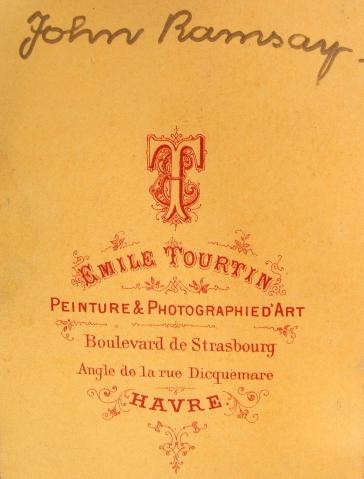 John Ramsay.
ET
EMILE TOURTIN
PEINTURE & PHOTOGRAPHIE D'ART
Boulevard de Strasbourg
Angle de la rue Dicquemare
HAVRE.